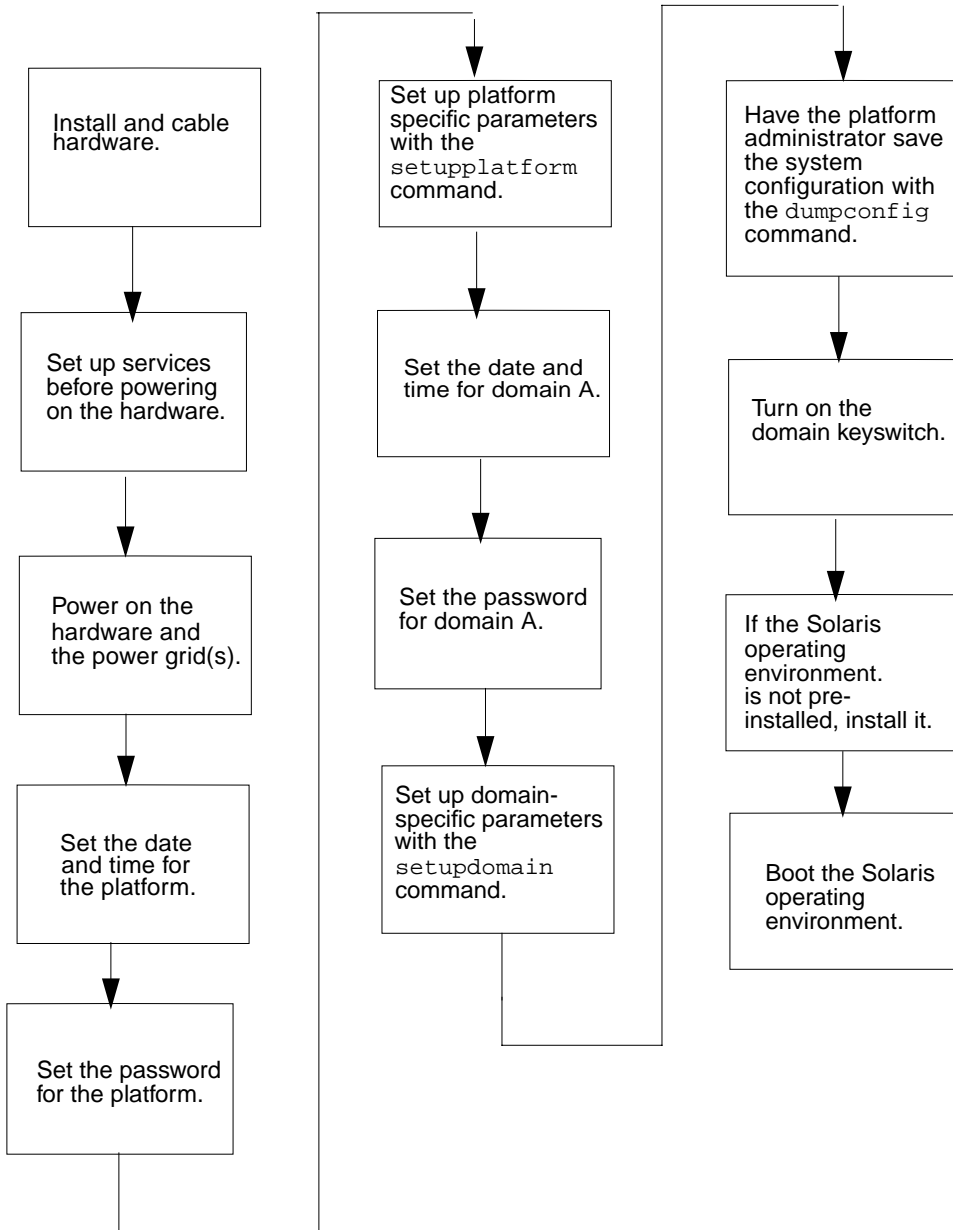 Install and cable
hardware.
Set up services
before powering
on the hardware.
Power on the
hardware and
the power grid(s).
Set the date
and time for
the platform.
Set the password
for the platform.
Set up platform
specific parameters
with the
setupplatform
command.
Set the date and
time for domain A.
Set the password
for domain A.
Set up domain-
specific parameters
with the
setupdomain
command.
Have the platform
administrator save
the system
configuration with
the dumpconfig
command.
Turn on the
domain keyswitch.
If the Solaris
operating
environment.
is not pre-
installed, install it.
Boot the Solaris
operating
environment.